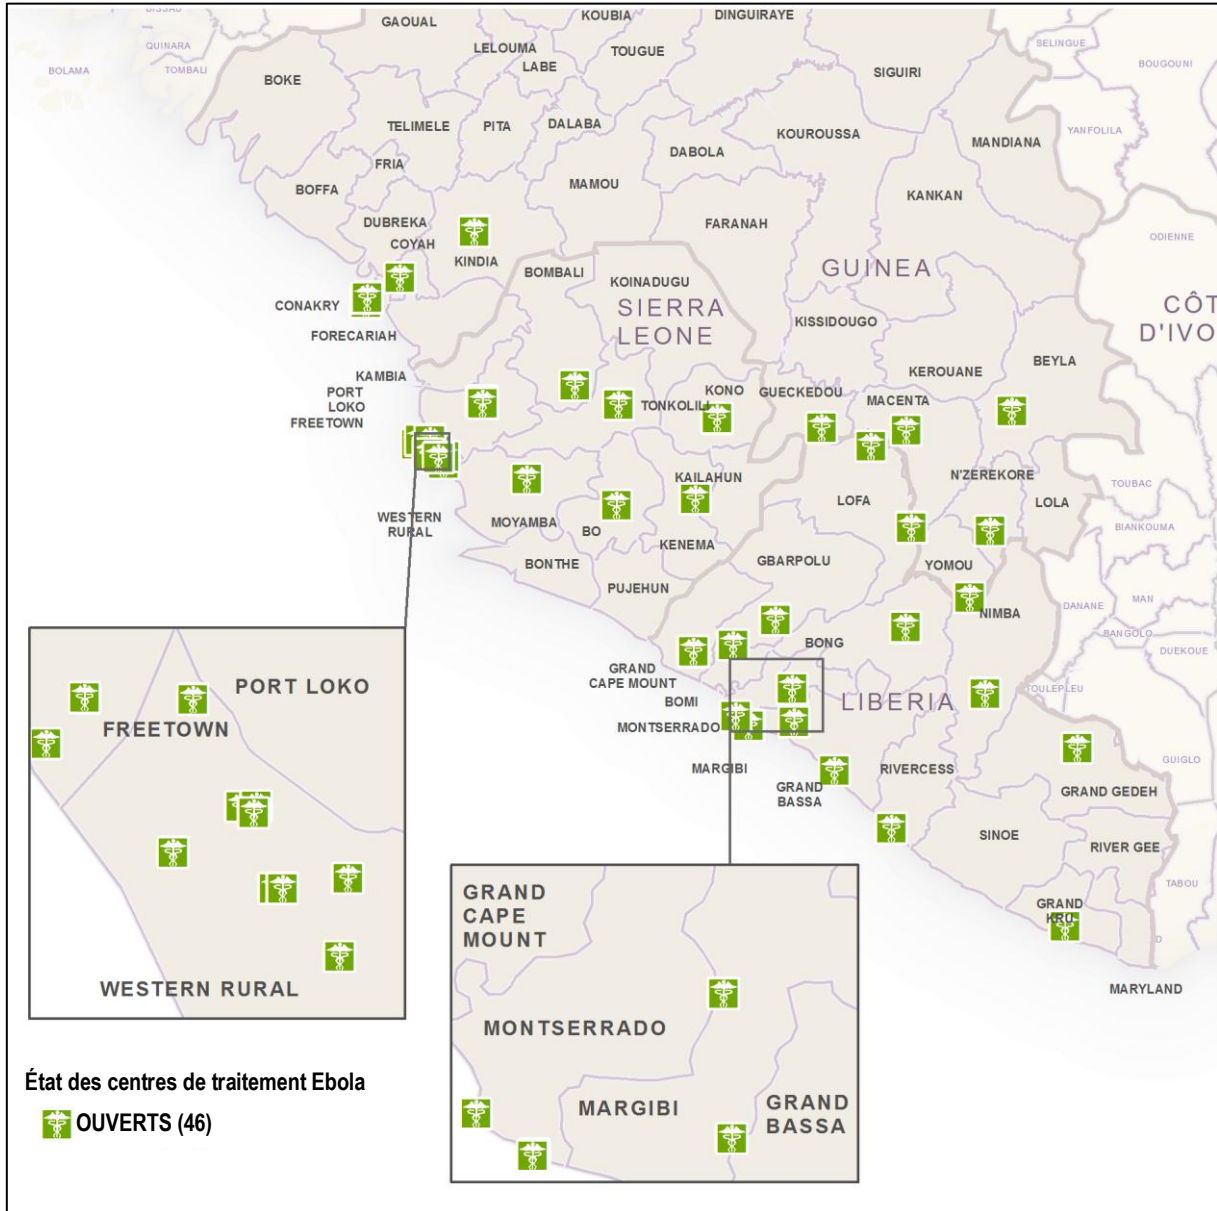 DINGUIRAYE
KOUBIA
GAOUAL
LELOUMA
TOUGUE
LABE
SELINGUE
QUINARA
BOLAMA
TOMBALI
BOUGOUNI
SIGUIRI
BOKE
TELIMELE
PITA
DALABA
KOUROUSSA
YANFOLILA
MANDIANA
DABOLA
FRIA
MAMOU
BOFFA
KANKAN
DUBREKA
FARANAH
COYAH
ODIENNE
KINDIA
BOMBALI
GUINEA
KOINADUGU
CONAKRY
SIERRA
LEONE
CÔT
D'IVO
KISSIDOUGO
FORECARIAH
BEYLA
KEROUANE
KAMBIA
PORT
LOKO
FREETOWN
KONO
TONKOLILI
GUECKEDOU
MACENTA
N'ZEREKORE
KAILAHUN
LOLA
TOUBAC
LOFA
WESTERN
RURAL
MOYAMBA
BO
KENEMA
BIANKOUMA
BONTHE
GBARPOLU
YOMOU
PUJEHUN
DANANE
MAN
NIMBA
BANGOLO
DUEKOUE
BONG
GRAND
CAPE MOUNT
BOMI
LIBERIA
TOULEPLEU
MONTSERRADO
MARGIBI
GRAND
BASSA
RIVERCESS
GUIGLO
GRAND GEDEH
SINOE
RIVER GEE
TABOU
GRAND
KRU
MARYLAND
PORT LOKO
FREETOWN
WESTERN RURAL
GRAND
CAPE
MOUNT
MONTSERRADO
MARGIBI
GRAND
BASSA
État des centres de traitement Ebola
OUVERTS (46)